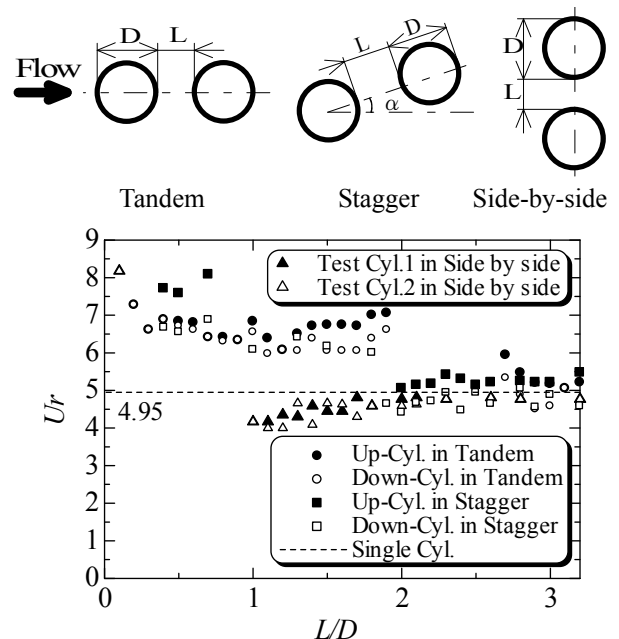 D L L D
Flow
α
D
L
Tandem Stagger Side-by-side
9
8
7
6
5
4
3
2
1
0
Ur
4.95
Test Cyl.1 in Side by side
Test Cyl.2 in Side by side
Up-Cyl. in Tandem
Down-Cyl. in Tandem
Up-Cyl. in Stagger
Down-Cyl. in Stagger
Single Cyl.
0 1 2 3
L/D